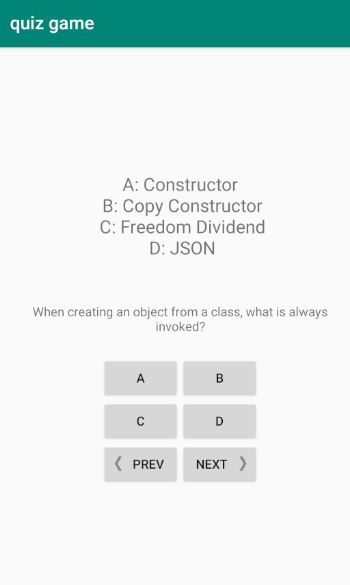 quiz game
A: Constructor
B: Copy Constructor
C: Freedom Dividend
D: JSON
When creating an object from a class, what is always
invoked?
A
B
C
D
❬ PREV
NEXT ❭